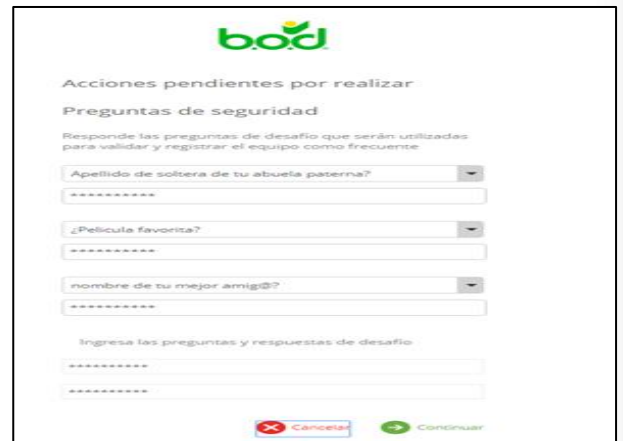 b.o.d.
Acciones pendientes por realizar
Preguntas de seguridad
Responde las preguntas de desafío que serán utilizadas
para validar y registrar el equipo como frecuente
Apellido de soltera de tu abuela paterna?
**********
¿Pelicula favorita?
**********
nombre de tu mejor amig@?
**********
Ingresa las preguntas y respuestas de desafío
**********
**********
Cancelar Continuar